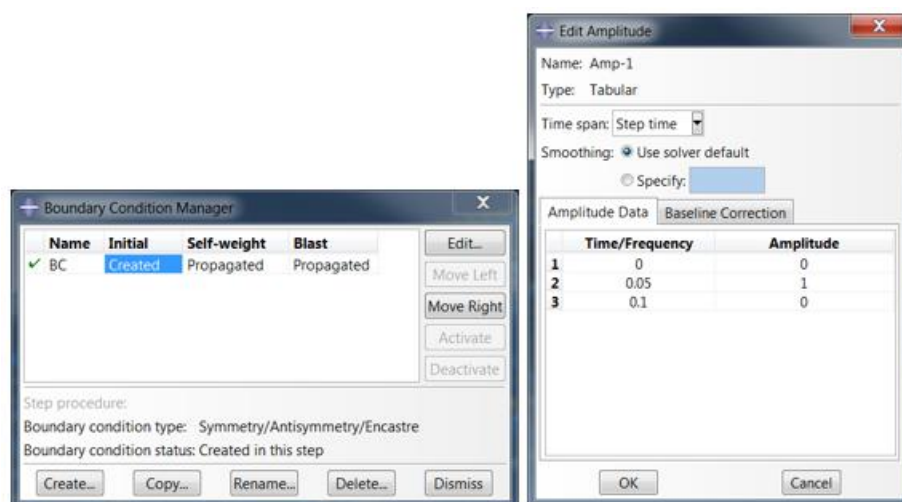 Boundary Condition Manager
X
Name Initial Self-weight Blast
✔ BC Created Propagated Propagated
Edit...
Move Left
Move Right
Activate
Deactivate
Step procedure:
Boundary condition type: Symmetry/Antisymmetry/Encastre
Boundary condition status: Created in this step
Create... Copy... Rename... Delete... Dismiss
Edit Amplitude
X
Name: Amp-1
Type: Tabular
Time span: Step time
Smoothing: Use solver default
Specify:
Amplitude Data Baseline Correction
Time/Frequency Amplitude
1 0 0
2 0.05 1
3 0.1 0
OK Cancel